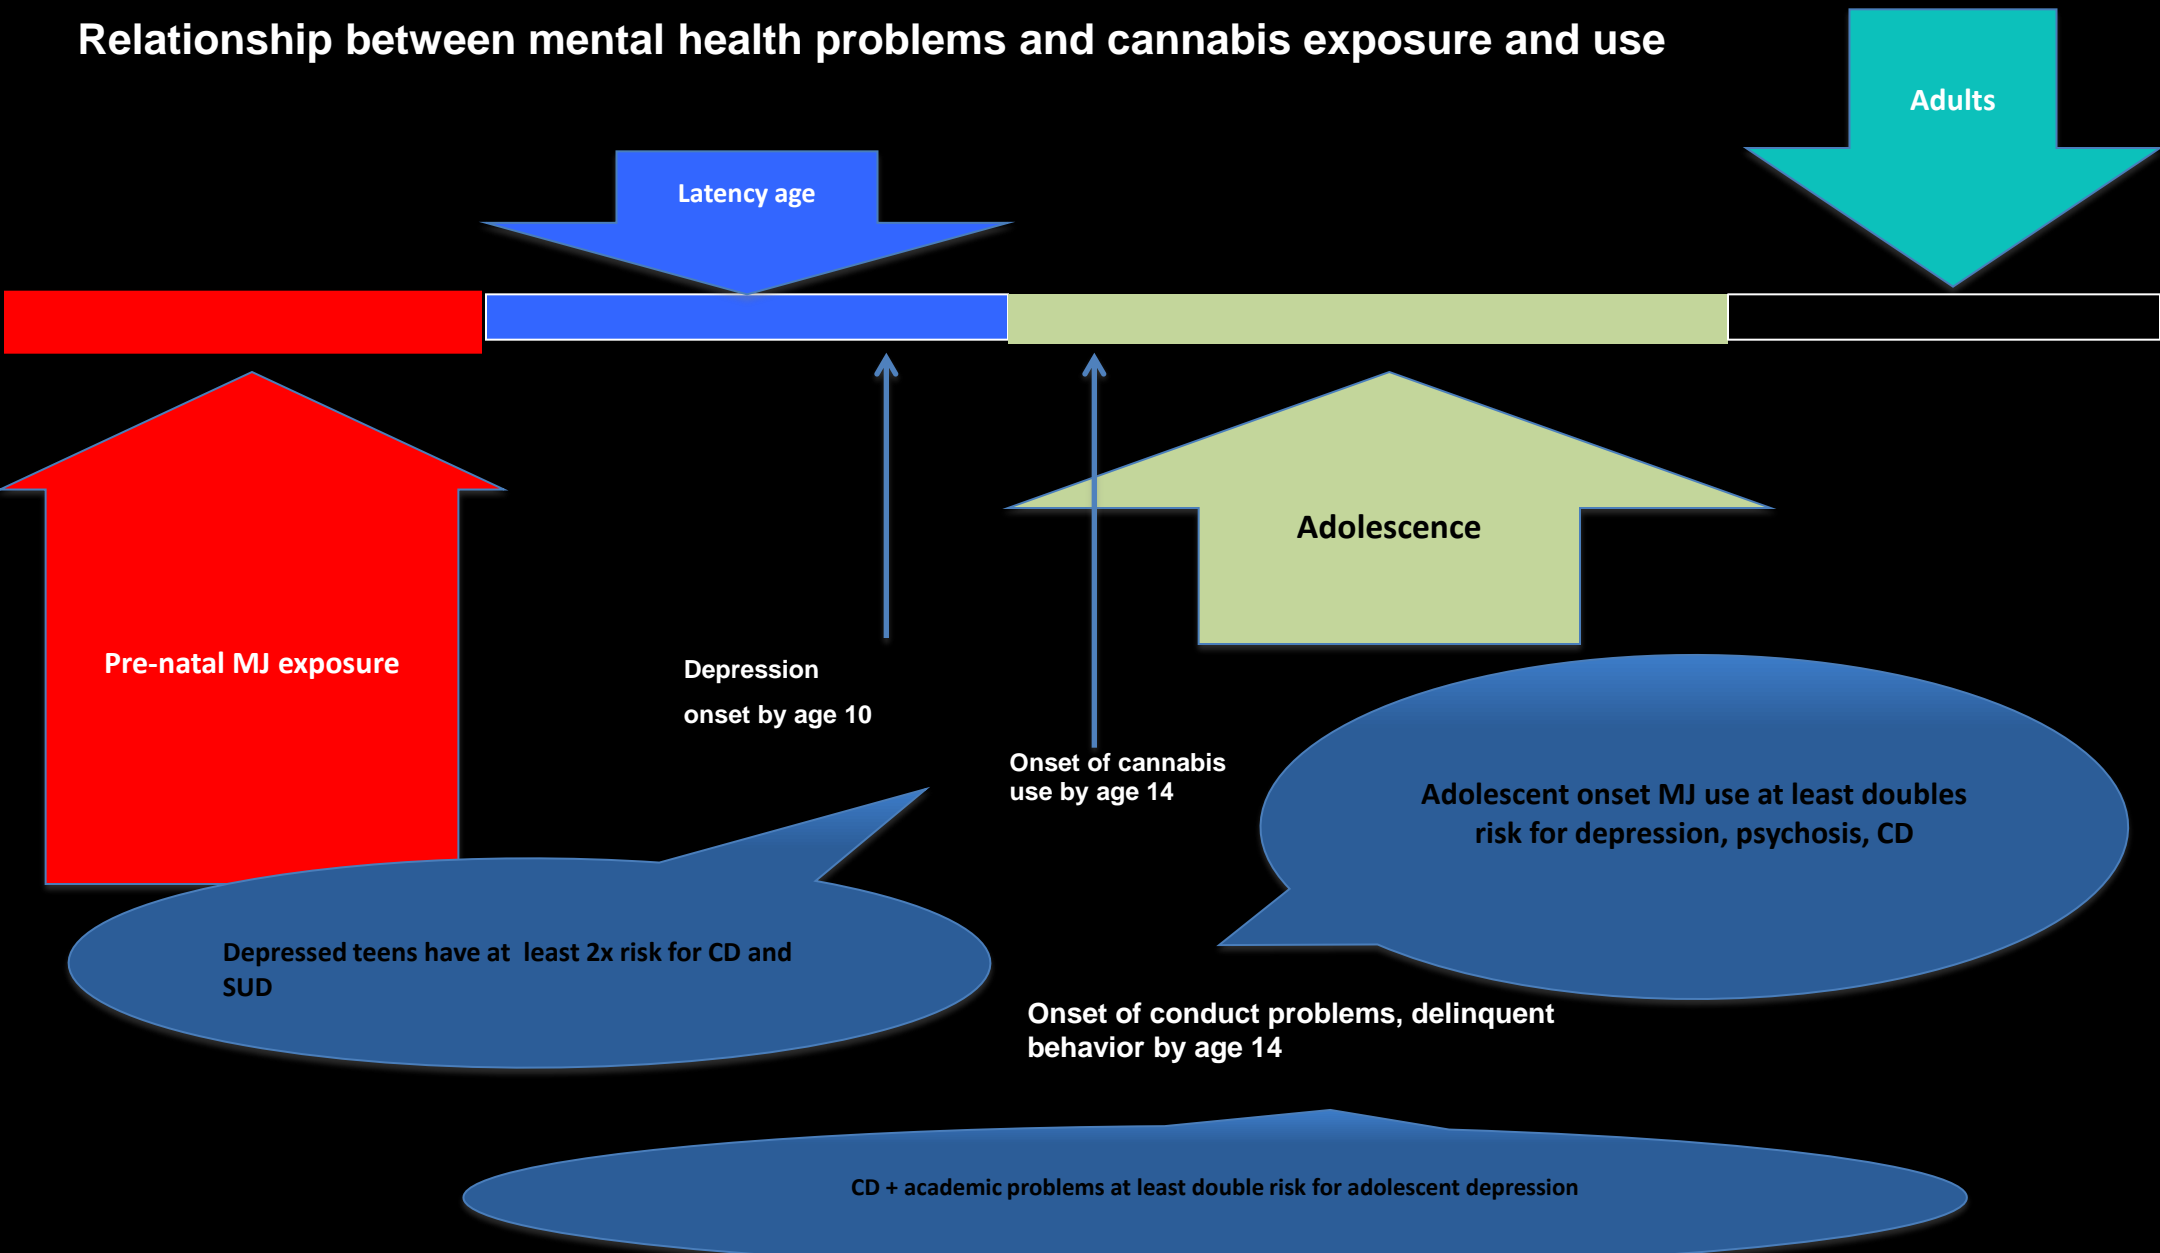 Relationship between mental health problems and cannabis exposure and use
Adults
Latency age
Adolescence
Pre-natal MJ exposure
Depression
onset by age 10
Onset of cannabis
use by age 14
Adolescent onset MJ use at least doubles
risk for depression, psychosis, CD
Depressed teens have at least 2x risk for CD and
SUD
Onset of conduct problems, delinquent
behavior by age 14
CD + academic problems at least double risk for adolescent depression